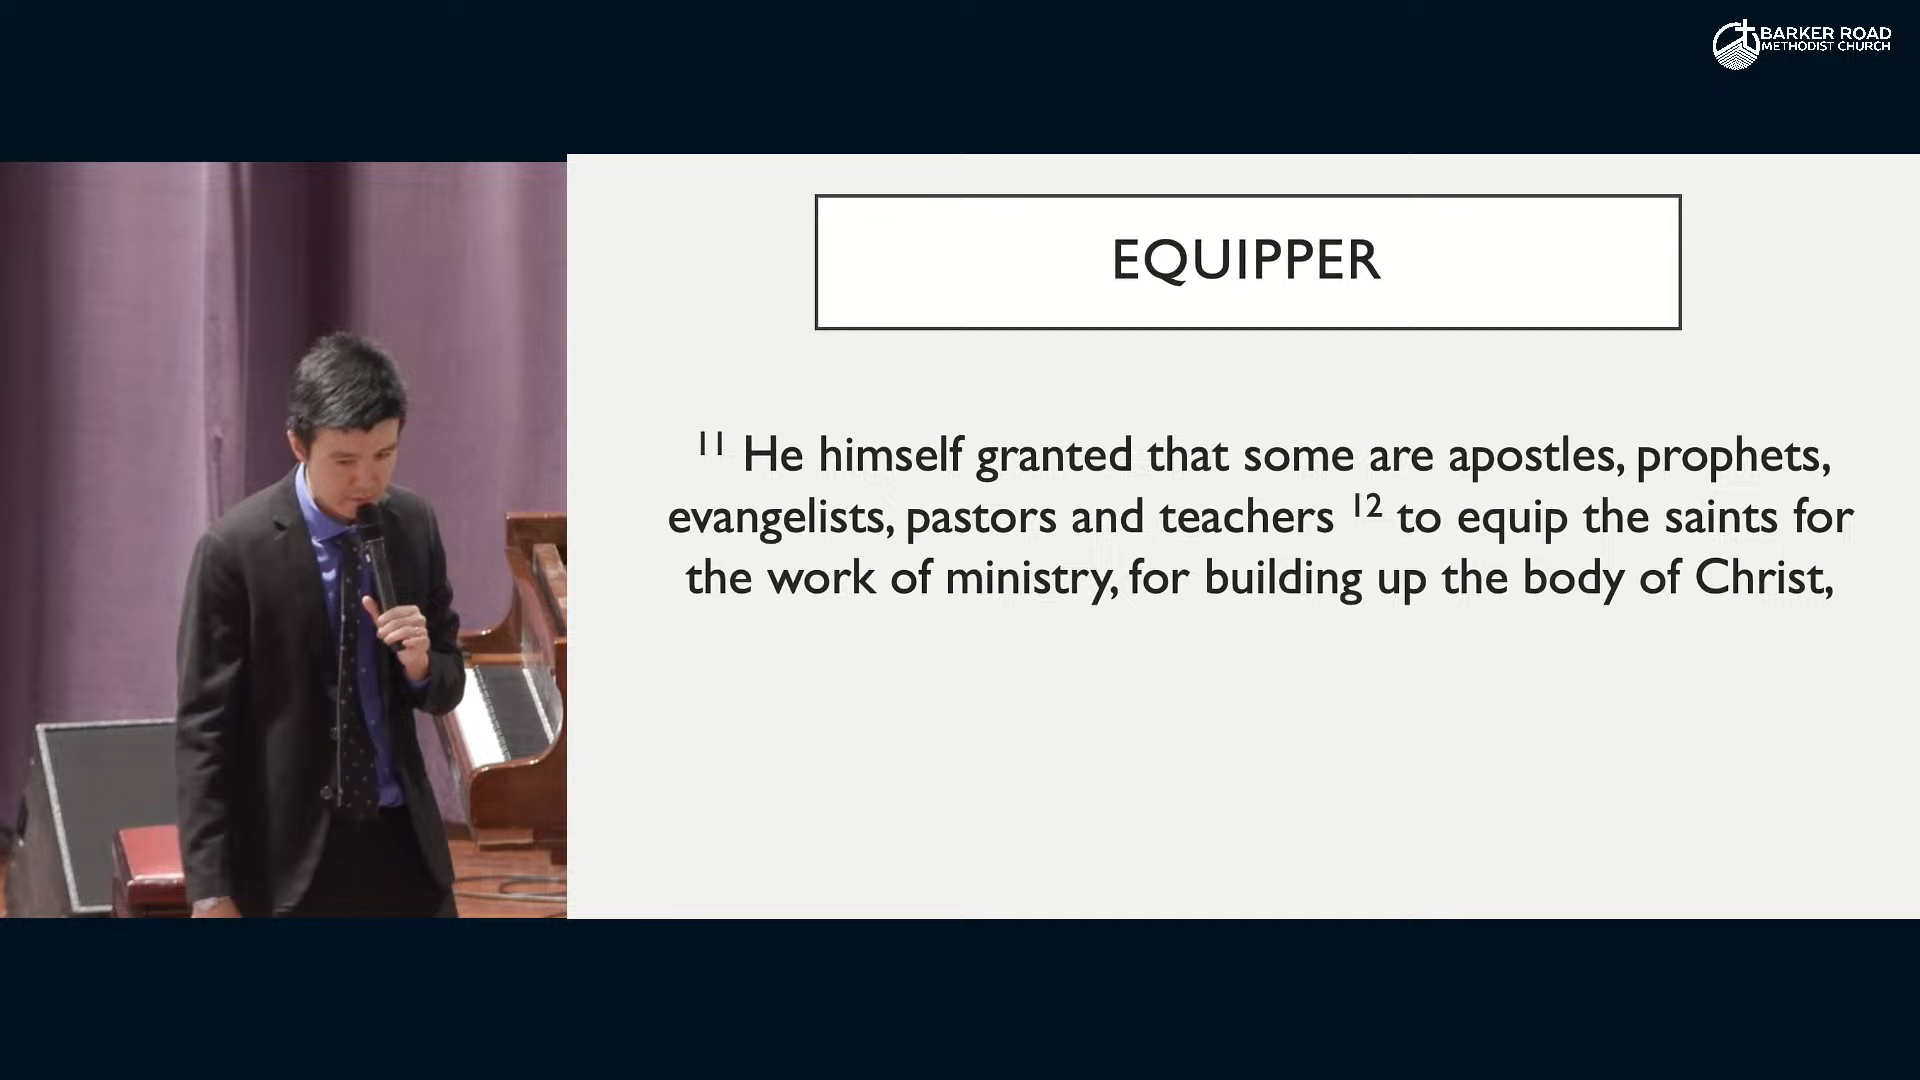 BARKER ROAD
METHODIST CHURCH
EQUIPPER
11 He himself granted that some are apostles, prophets,
evangelists, pastors and teachers 12 to equip the saints for
the work of ministry, for building up the body of Christ,